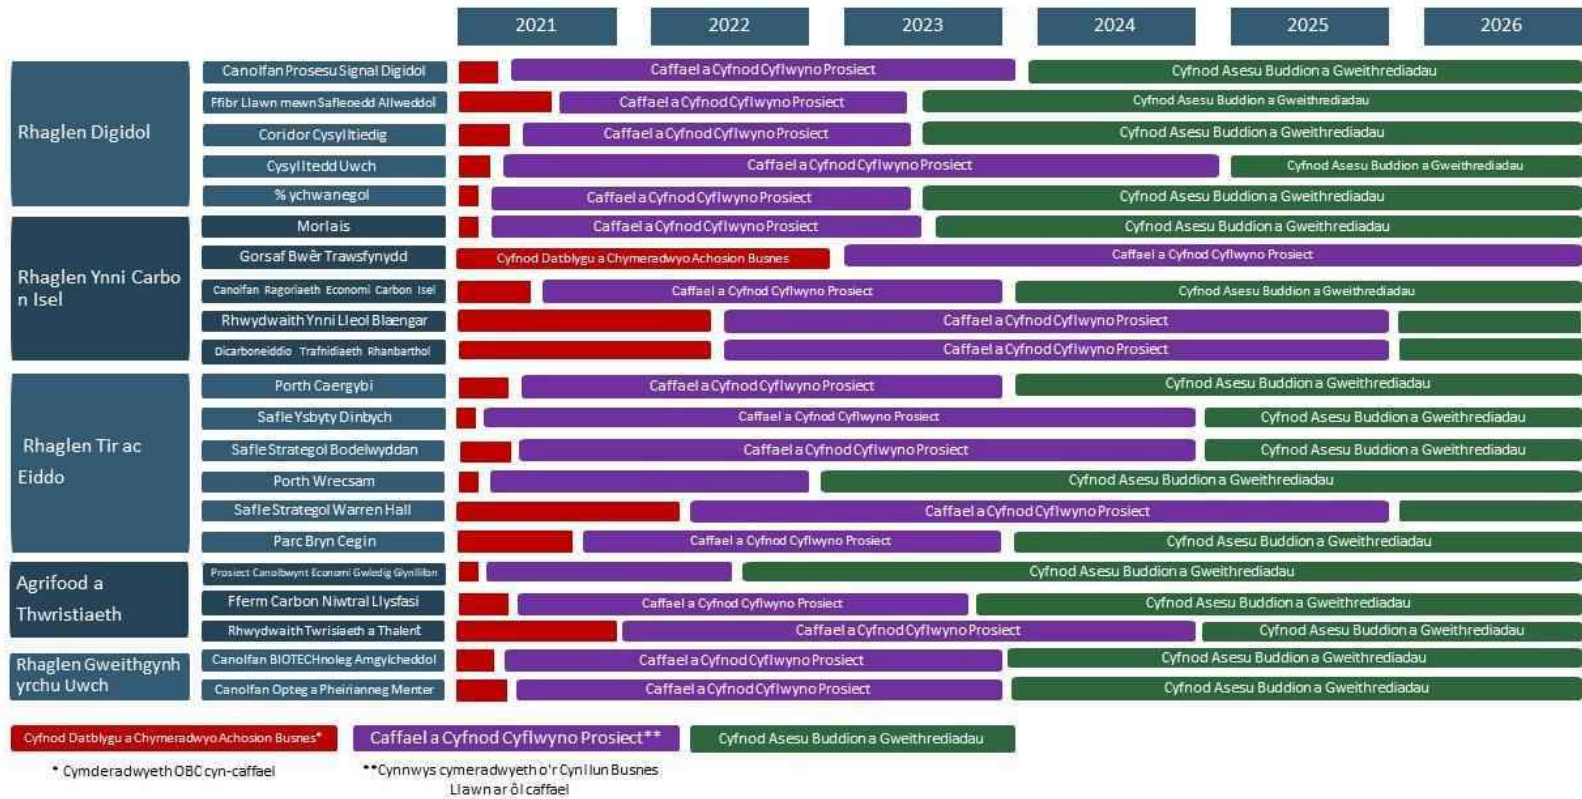 2021 2022 2023 2024 2025 2026
Rhaglen Digidol
Canolfan Prosesu Signal Digidol Caffael a Cyfnod Cyflwyno Prosiect Cyfnod Asesu Buddion a Gweithrediadau
Ffibr Llawn mewn Safleoedd Allweddol Caffael a Cyfnod Cyflwyno Prosiect Cyfnod Asesu Buddion a Gweithrediadau
Coridor Cysylltiedig Caffael a Cyfnod Cyflwyno Prosiect Cyfnod Asesu Buddion a Gweithrediadau
Cysylltedd Uwch Caffael a Cyfnod Cyflwyno Prosiect Cyfnod Asesu Buddion a Gweithrediadau
% ychwanegol Caffael a Cyfnod Cyflwyno Prosiect Cyfnod Asesu Buddion a Gweithrediadau
Rhaglen Ynni Carbo
n Isel
Morlais Caffael a Cyfnod Cyflwyno Prosiect Cyfnod Asesu Buddion a Gweithrediadau
Gorsaf Bwêr Trawsfynydd Cyfnod Datblygu a Chymeradwyo Achosion Busnes Caffael a Cyfnod Cyflwyno Prosiect
Canolfan Ragoriaeth Economi Carbon Isel Caffael a Cyfnod Cyflwyno Prosiect Cyfnod Asesu Buddion a Gweithrediadau
Rhwydwaith Ynni Lleol Blaengar Caffael a Cyfnod Cyflwyno Prosiect
Dicarboneiddio Trafnidiaeth Rhanbarthol Caffael a Cyfnod Cyflwyno Prosiect
Rhaglen Tir ac
Eiddo
Porth Caergybi Caffael a Cyfnod Cyflwyno Prosiect Cyfnod Asesu Buddion a Gweithrediadau
Safle Ysbyty Dinbych Caffael a Cyfnod Cyflwyno Prosiect Cyfnod Asesu Buddion a Gweithrediadau
Safle Strategol Bodelwyddan Caffael a Cyfnod Cyflwyno Prosiect Cyfnod Asesu Buddion a Gweithrediadau
Porth Wrecsam Cyfnod Asesu Buddion a Gweithrediadau
Safle Strategol Warren Hall Caffael a Cyfnod Cyflwyno Prosiect
Parc Bryn Cegin Caffael a Cyfnod Cyflwyno Prosiect Cyfnod Asesu Buddion a Gweithrediadau
Agrifood a
Thwristiaeth
Prosiect Canolbwynt Economi Gwledig Glynllifon Cyfnod Asesu Buddion a Gweithrediadau
Fferm Carbon Niwtral Llysfasi Caffael a Cyfnod Cyflwyno Prosiect Cyfnod Asesu Buddion a Gweithrediadau
Rhwydwaith Twrisiaeth a Thalent Caffael a Cyfnod Cyflwyno Prosiect Cyfnod Asesu Buddion a Gweithrediadau
Rhaglen Gweithgynh
yrchu Uwch
Canolfan BIOTECHnoleg Amgylcheddol Caffael a Cyfnod Cyflwyno Prosiect Cyfnod Asesu Buddion a Gweithrediadau
Canolfan Opteg a Pheirianneg Menter Caffael a Cyfnod Cyflwyno Prosiect Cyfnod Asesu Buddion a Gweithrediadau
Cyfnod Datblygu a Chymeradwyo Achosion Busnes* Caffael a Cyfnod Cyflwyno Prosiect** Cyfnod Asesu Buddion a Gweithrediadau
* Cymderadwyeth OBC cyn-caffael
**Cynnwys cymeradwyeth o'r Cynllun Busnes
Llawn ar ôl caffael